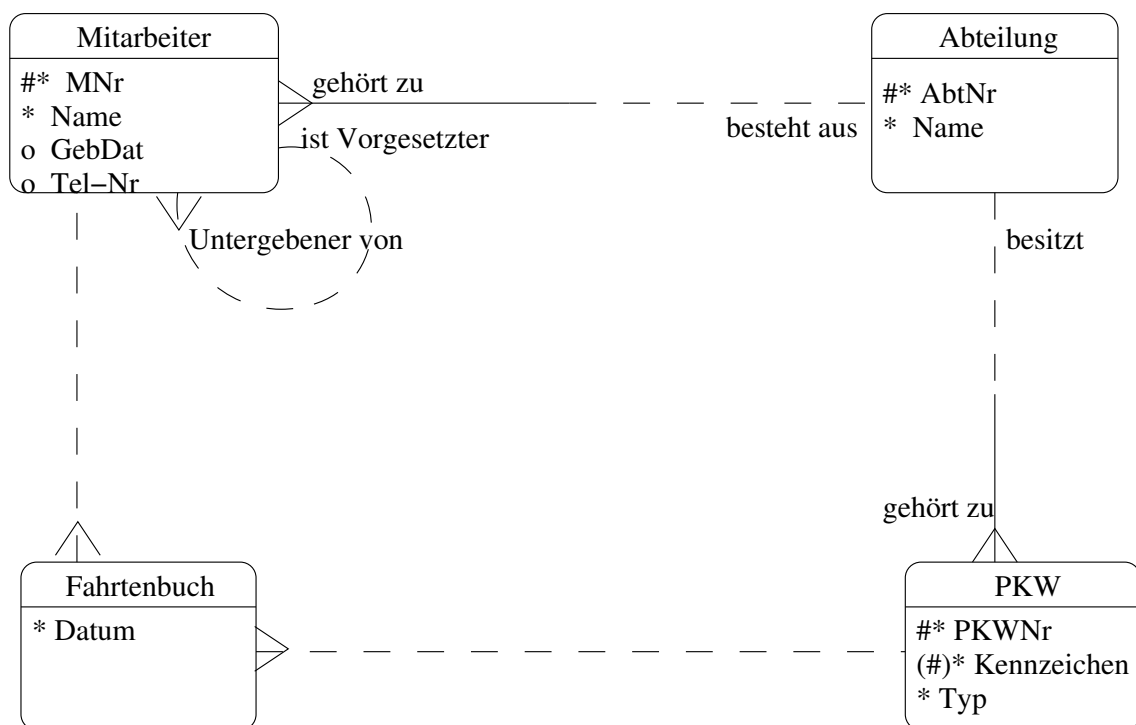 Mitarbeiter
#* MNr
* Name
o GebDat
o Tel−Nr
gehört zu
besteht aus
Abteilung
#* AbtNr
* Name
ist Vorgesetzter
Untergebener von
besitzt
gehört zu
Fahrtenbuch
* Datum
PKW
#* PKWNr
(#)* Kennzeichen
* Typ